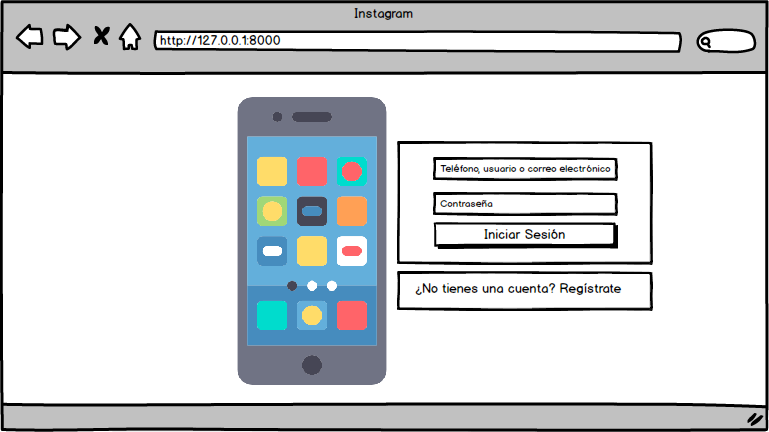 Instagram
http://127.0.0.1:8000
Teléfono, usuario o correo electrónico
Contraseña
Iniciar Sesión
¿No tienes una cuenta? Regístrate